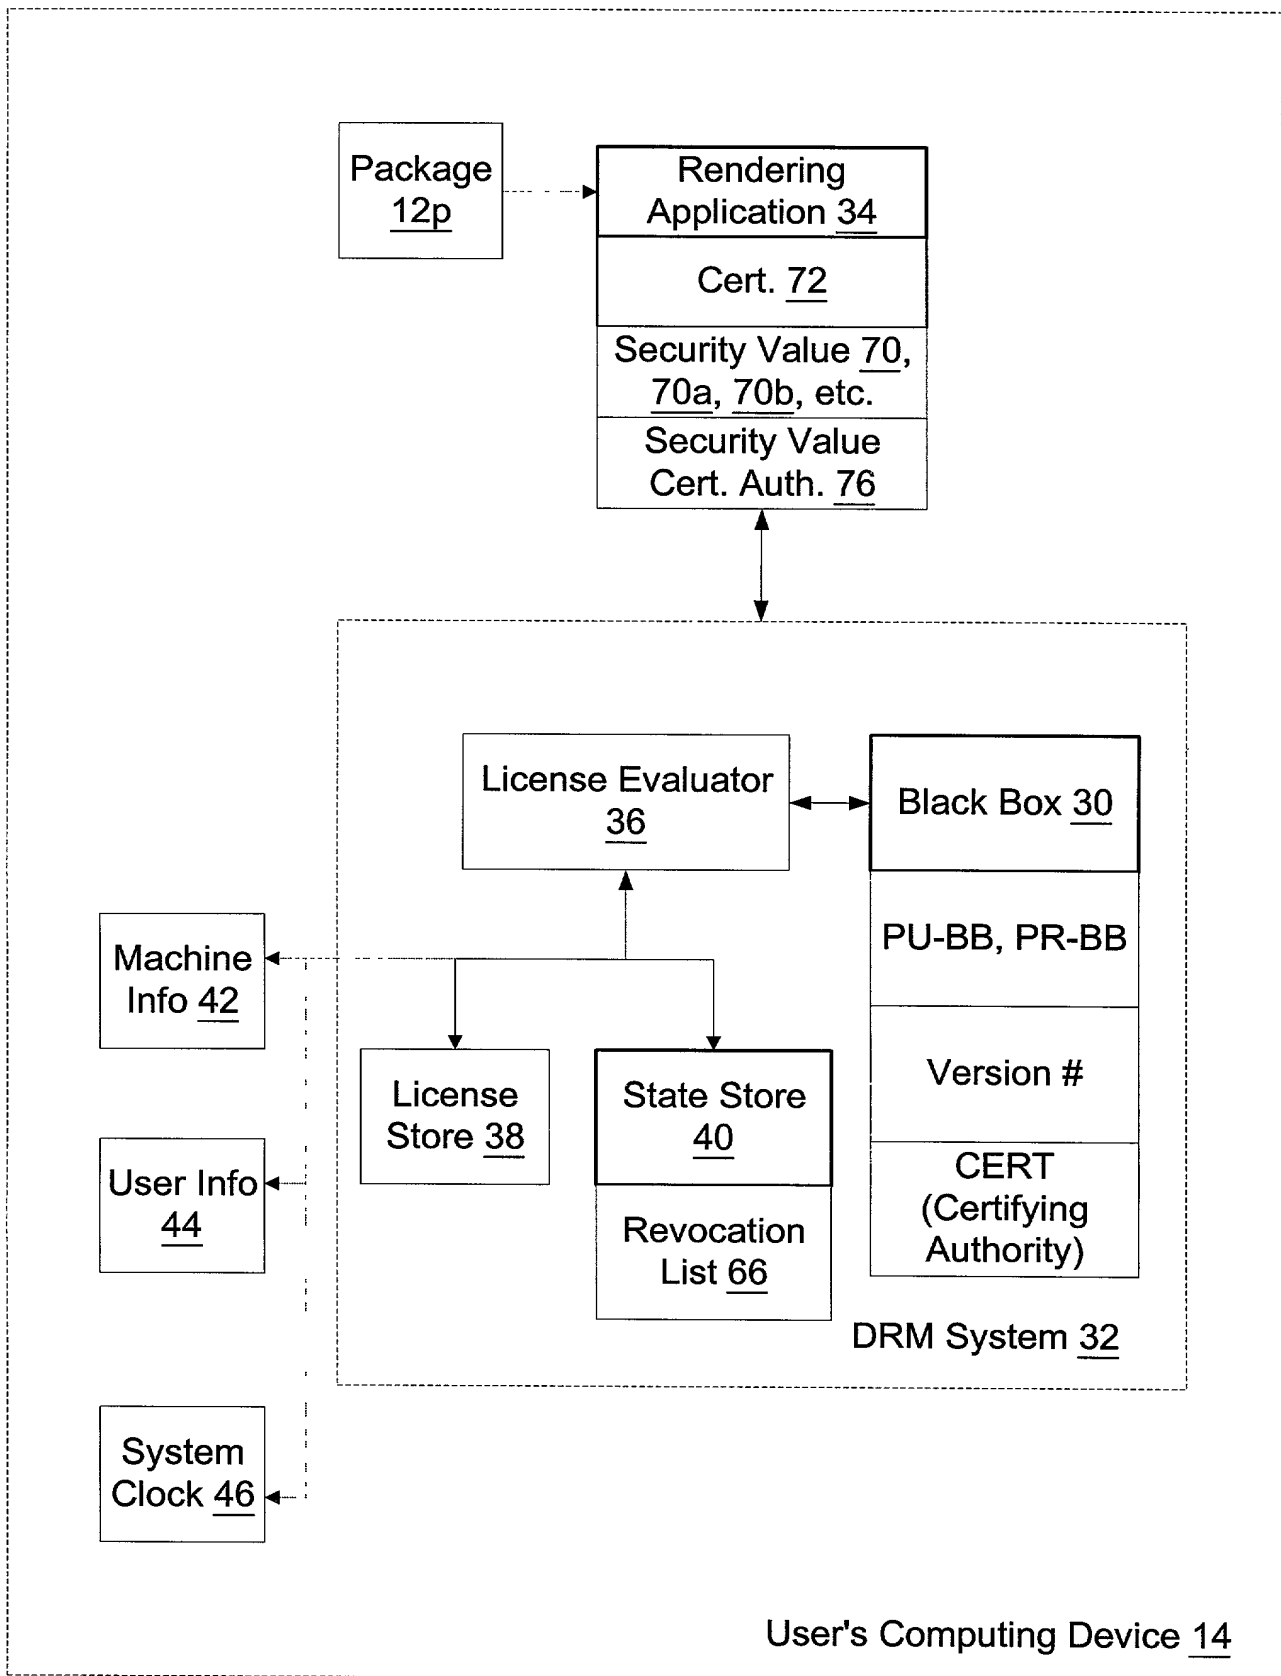 Package
12p
Rendering
Application 34
Cert. 72
Security Value 70,
70a, 70b, etc.
Security Value
Cert. Auth. 76
License Evaluator
36
Black Box 30
PU-BB, PR-BB
Version #
CERT
(Certifying
Authority)
Machine
Info 42
License
Store 38
State Store
40
Revocation
List 66
User Info
44
DRM System 32
System
Clock 46
User's Computing Device 14